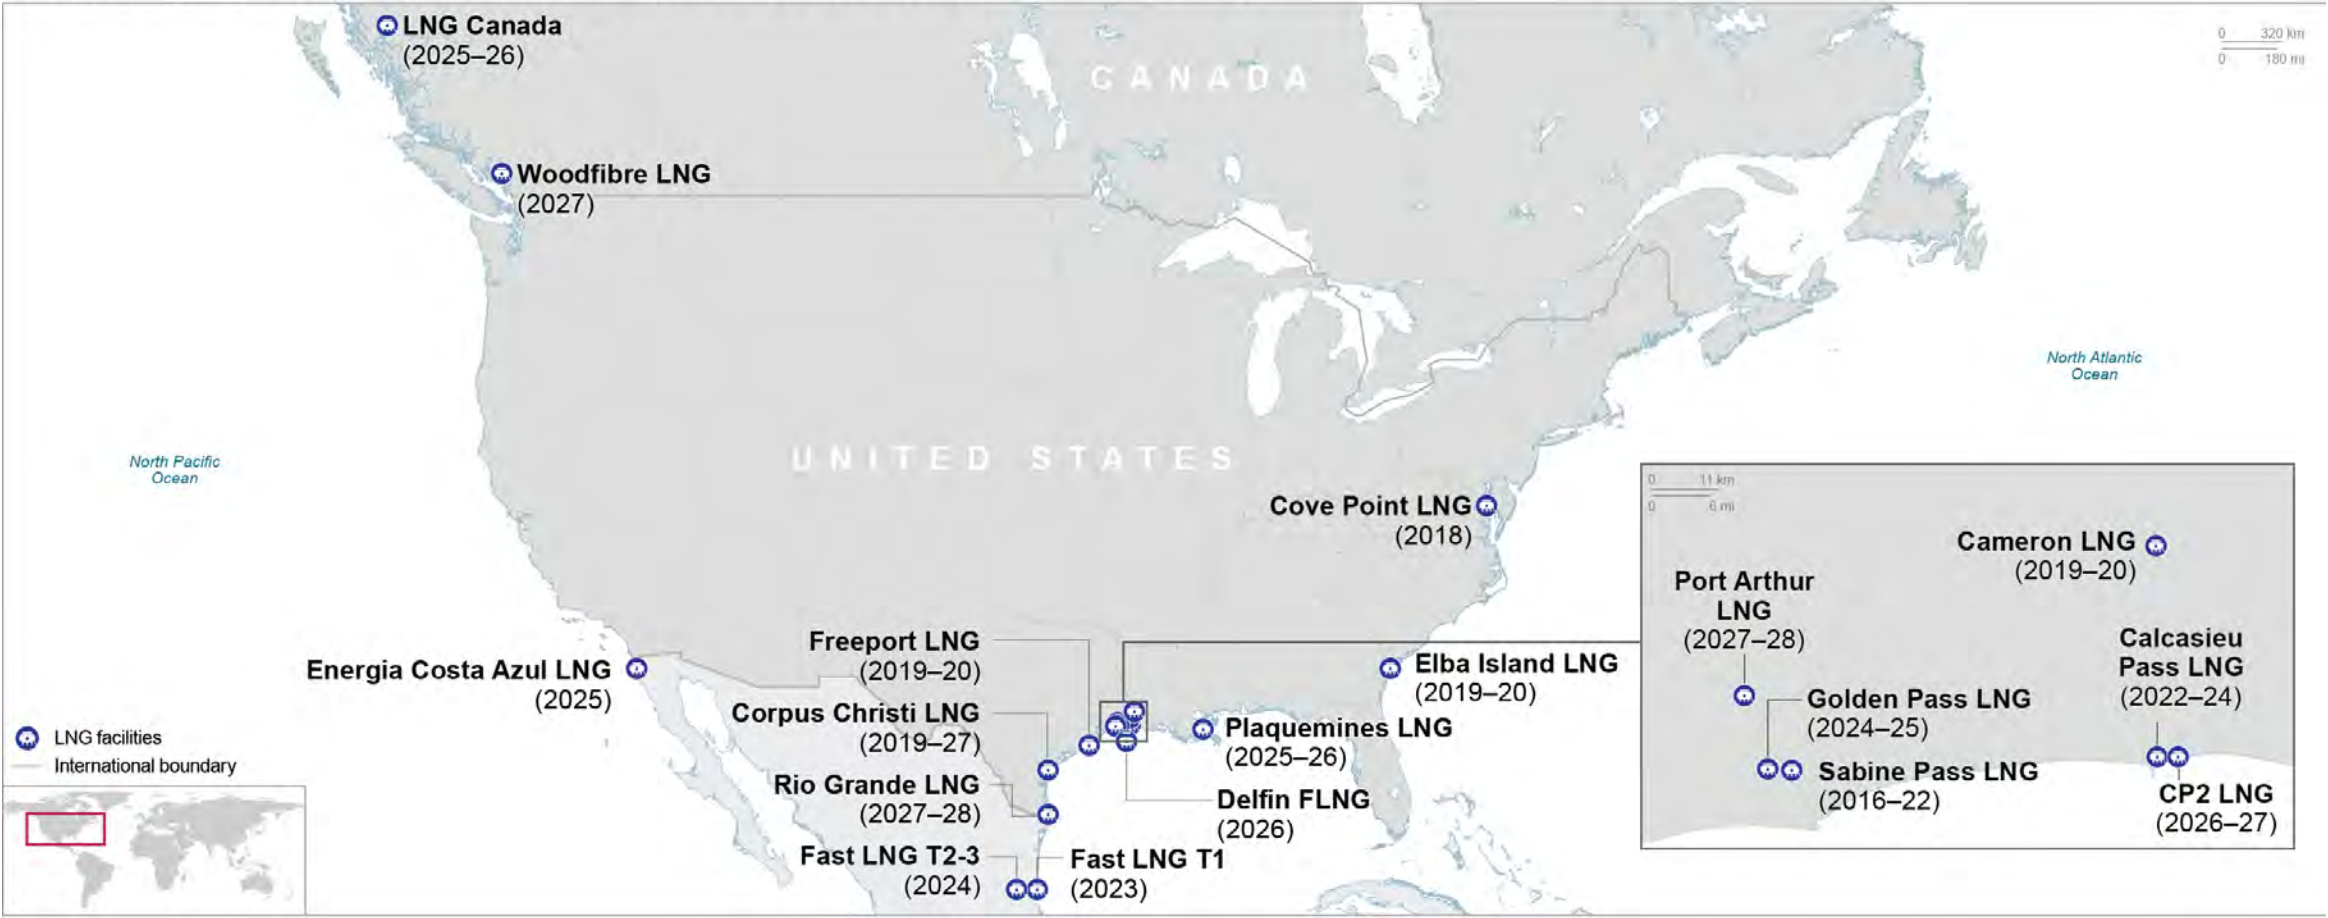 LNG Canada
(2025–26)
CANADA
0 320 km
0 180 mi
Woodfibre LNG
(2027)
North Atlantic
Ocean
North Pacific
Ocean
UNITED STATES
Cove Point LNG
(2018)
Freeport LNG
(2019–20)
Energia Costa Azul LNG
(2025)
Elba Island LNG
(2019–20)
Corpus Christi LNG
(2019–27)
Plaquemines LNG
(2025–26)
Rio Grande LNG
(2027–28)
Delfin FLNG
(2026)
Fast LNG T2-3
(2024)
Fast LNG T1
(2023)
LNG facilities
International boundary
0 11 km
0 6 mi
Cameron LNG
(2019–20)
Port Arthur
LNG
(2027–28)
Calcasieu
Pass LNG
(2022–24)
Golden Pass LNG
(2024–25)
Sabine Pass LNG
(2016–22)
CP2 LNG
(2026–27)